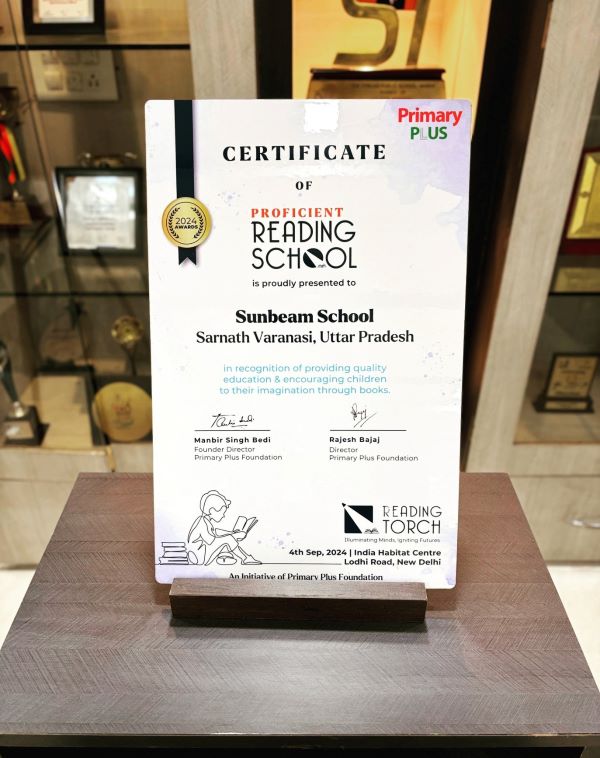 Primary
PLUS
CERTIFICATE
OF
2024
AWARDS
PROFICIENT
READING
SCHOOL
is proudly presented to
Sunbeam School
Sarnath Varanasi, Uttar Pradesh
in recognition of providing quality
education & encouraging children
to their imagination through books.
Manbir Singh Bedi
Founder Director
Primary Plus Foundation
Rajesh Bajaj
Director
Primary Plus Foundation
READING
TORCH
Illuminating Minds, Igniting Futures
4th Sep, 2024 | India Habitat Centre
Lodhi Road, New Delhi
An Initiative of Primary Plus Foundation